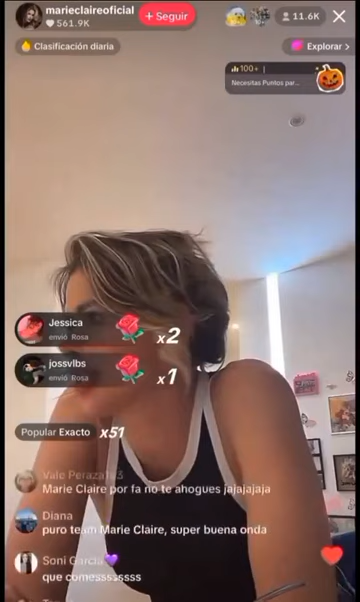 marieclaireoficial
561.9K
+ Seguir
11.6K
Clasificación diaria
Explorar >
100+ |
Necesitas Puntos par...
Jessica
envió Rosa
x2
jossvlbs
envió Rosa
x1
Popular Exacto x51
Marie Claire por fa no te ahogues jajajajaja
Diana
puro team Marie Claire, super buena onda
Soni Garcia
que comesssssssss